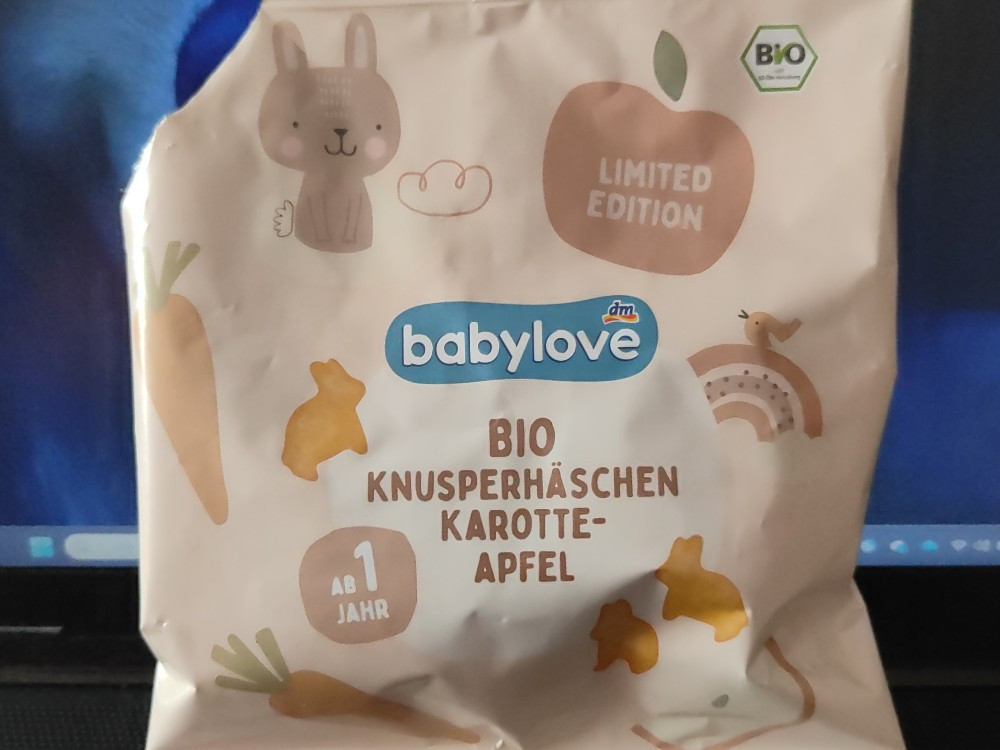 BiO
LIMITED
EDITION
dm
babylove
BIO
KNUSPERHÄSCHEN
KAROTTE-
APFEL
AB 1
JAHR